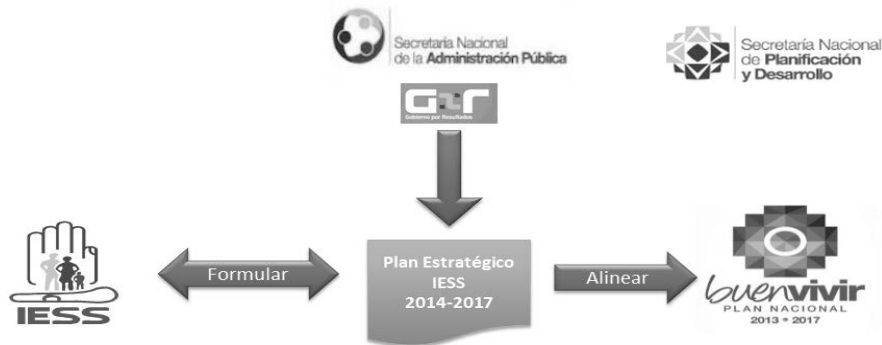 Secretaría Nacional
de la Administración Pública
Secretaría Nacional
de Planificación
y Desarrollo
GPR
Gobierno por Resultados
Formular
Plan Estratégico
IESS
2014-2017
Alinear
IESS
buenvivir
PLAN NACIONAL
2013 * 2017